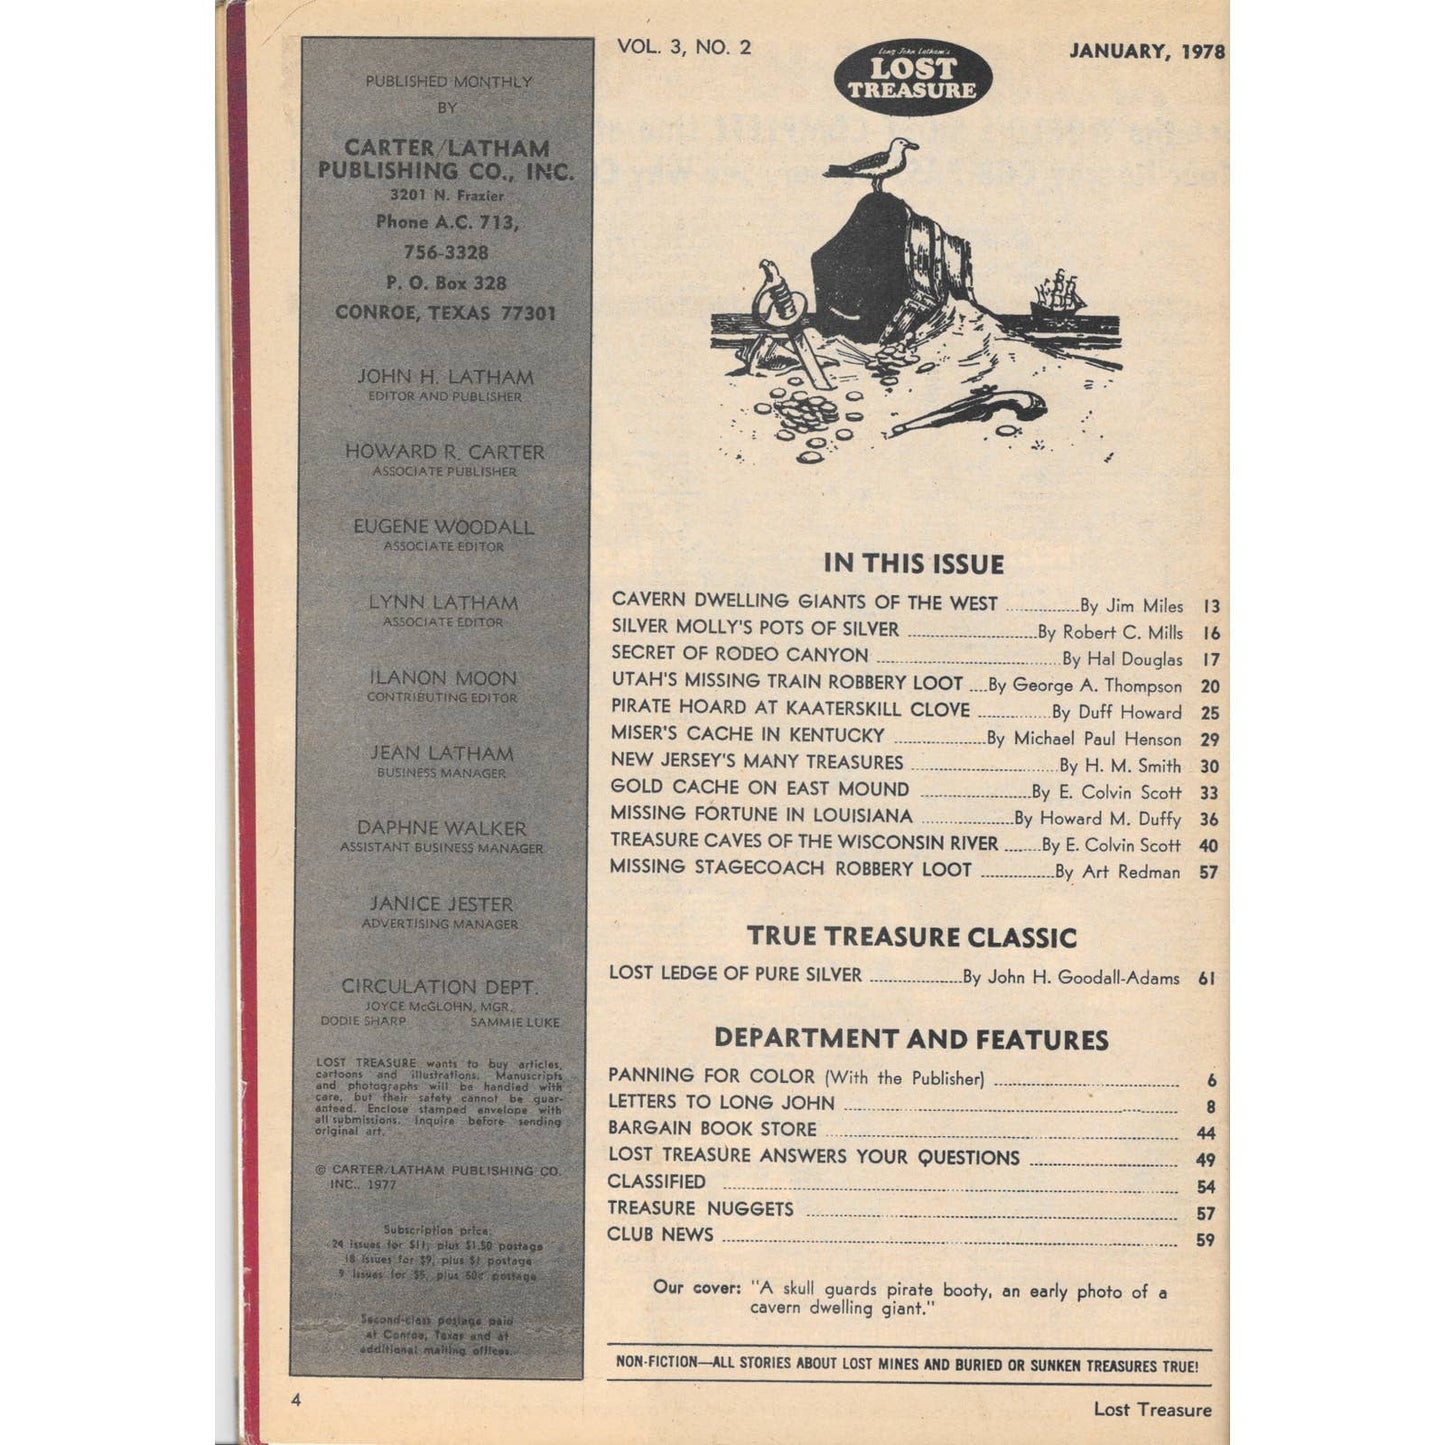 PUBLISHED MONTHLY
BY
CARTER/LATHAM
PUBLISHING CO., INC.
3201 N. Frazier
Phone A.C. 713,
756-3328
P. O. Box 328
CONROE, TEXAS 77301
JOHN H. LATHAM
EDITOR AND PUBLISHER
HOWARD R. CARTER
ASSOCIATE PUBLISHER
EUGENE WOODALL
ASSOCIATE EDITOR
LYNN LATHAM
ASSOCIATE EDITOR
ILANON MOON
CONTRIBUTING EDITOR
JEAN LATHAM
BUSINESS MANAGER
DAPHNE WALKER
ASSISTANT BUSINESS MANAGER
JANICE JESTER
ADVERTISING MANAGER
CIRCULATION DEPT.
JOYCE McGLOHN, MGR.
DODIE SHARP SAMMIE LUKE
LOST TREASURE wants to buy articles,
cartoons and illustrations. Manuscripts
and photographs will be handled with
care, but their safety cannot be guar-
anteed. Enclose stamped envelope with
all submissions. Inquire before sending
original art.
© CARTER/LATHAM PUBLISHING CO.
INC., 1977
Subscription price:
24 issues for $11, plus $1.50 postage
18 issues for $9, plus $1 postage
9 issues for $5, plus 50c postage
Second-class postage paid
at Conroe, Texas and at
additional mailing offices.
4
VOL. 3, NO. 2
Long John Latham's
LOST
TREASURE
JANUARY, 1978
IN THIS ISSUE
CAVERN DWELLING GIANTS OF THE WEST ..............By Jim Miles 13
SILVER MOLLY'S POTS OF SILVER ..........................By Robert C. Mills 16
SECRET OF RODEO CANYON .....................................By Hal Douglas 17
UTAH'S MISSING TRAIN ROBBERY LOOT ....By George A. Thompson 20
PIRATE HOARD AT KAATERSKILL CLOVE ..............By Duff Howard 25
MISER'S CACHE IN KENTUCKY ..................By Michael Paul Henson 29
NEW JERSEY'S MANY TREASURES ..............................By H. M. Smith 30
GOLD CACHE ON EAST MOUND ......................By E. Colvin Scott 33
MISSING FORTUNE IN LOUISIANA ..................By Howard M. Duffy 36
TREASURE CAVES OF THE WISCONSIN RIVER .......By E. Colvin Scott 40
MISSING STAGECOACH ROBBERY LOOT ..............By Art Redman 57
TRUE TREASURE CLASSIC
LOST LEDGE OF PURE SILVER ..................By John H. Goodall-Adams 61
DEPARTMENT AND FEATURES
PANNING FOR COLOR (With the Publisher) .................................... 6
LETTERS TO LONG JOHN .................................................................. 8
BARGAIN BOOK STORE ...................................................................... 44
LOST TREASURE ANSWERS YOUR QUESTIONS .............................. 49
CLASSIFIED .......................................................................................... 54
TREASURE NUGGETS .......................................................................... 57
CLUB NEWS .......................................................................................... 59
Our cover: "A skull guards pirate booty, an early photo of a
cavern dwelling giant."
NON-FICTION—ALL STORIES ABOUT LOST MINES AND BURIED OR SUNKEN TREASURES TRUE!
Lost Treasure